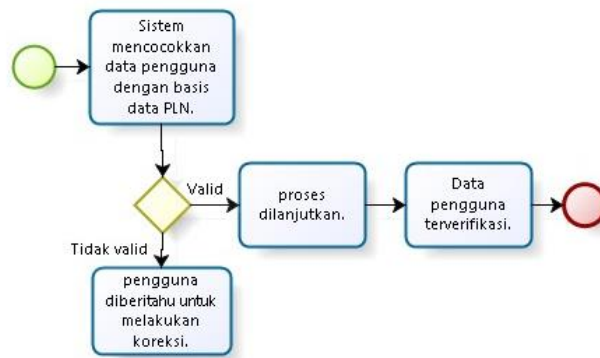 Sistem
mencocokkan
data pengguna
dengan basis
data PLN.
Valid
proses
dilanjutkan.
Data
pengguna
terverifikasi.
Tidak valid
pengguna
diberitahu untuk
melakukan
koreksi.